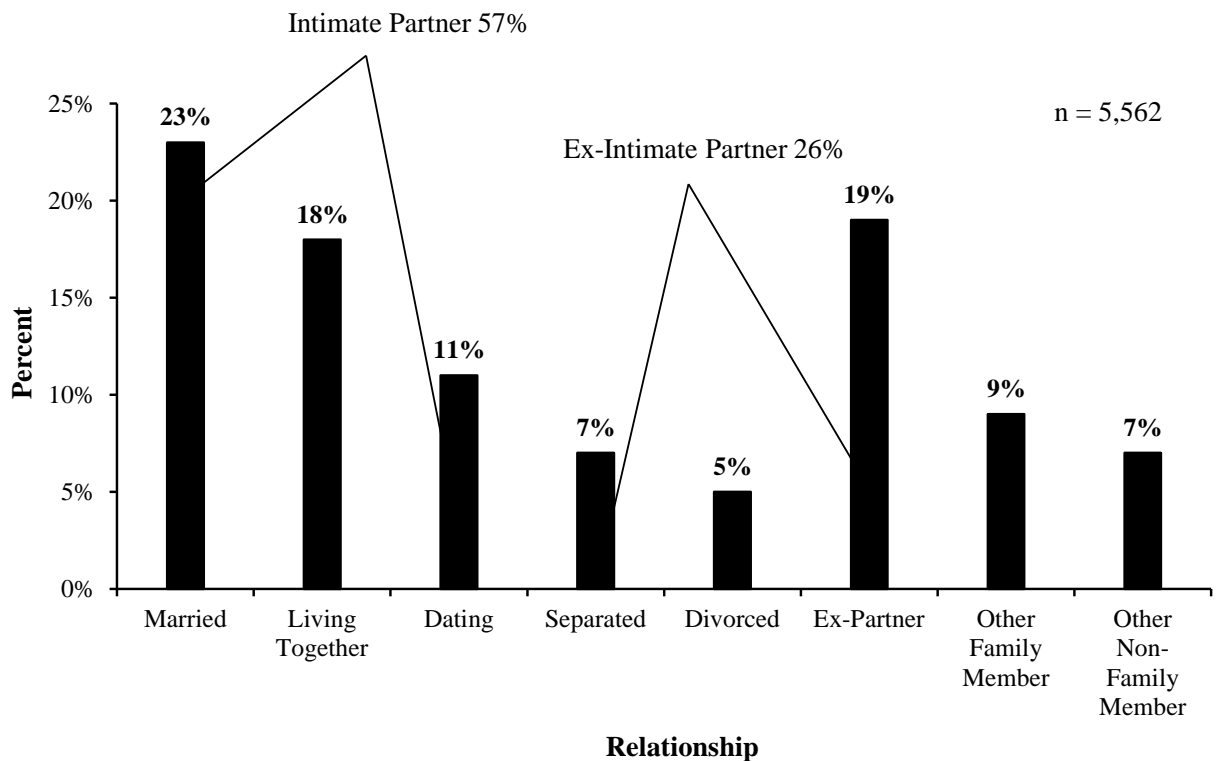 Intimate Partner 57%
n = 5,562
Ex-Intimate Partner 26%
25%
20%
15%
10%
5%
0%
Percent
23%
18%
11%
7%
5%
19%
9%
7%
Married
Living
Together
Dating
Separated
Divorced
Ex-Partner
Other
Family
Member
Other
Non-
Family
Member
Relationship